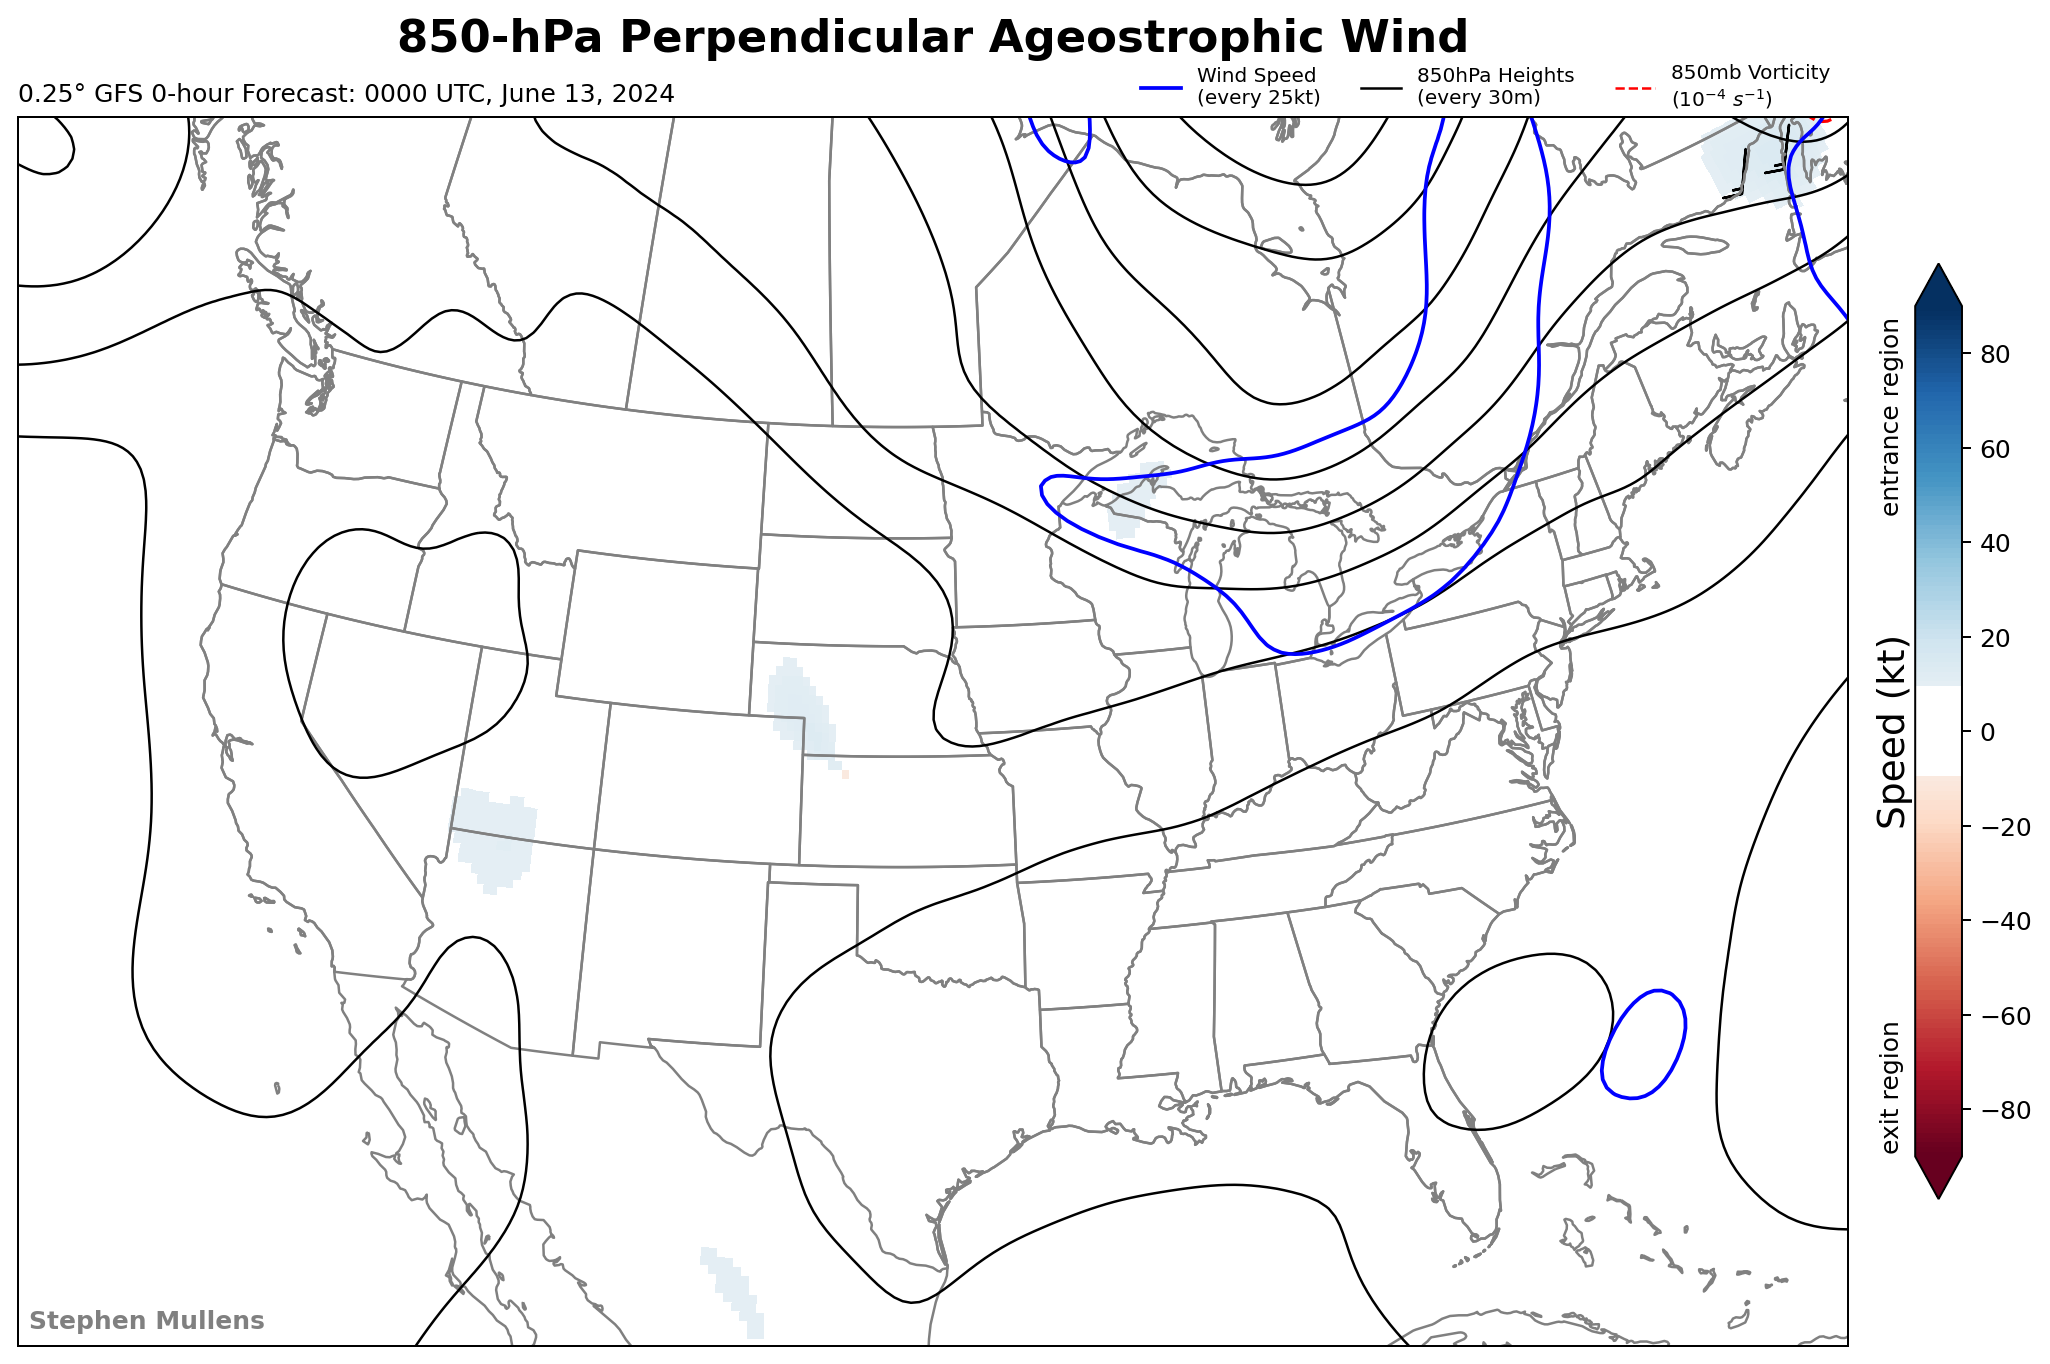 850-hPa Perpendicular Ageostrophic Wind
0.25° GFS 0-hour Forecast: 0000 UTC, June 13, 2024
Wind Speed
(every 25kt)
850hPa Heights
(every 30m)
850mb Vorticity
(10⁻⁴ s⁻¹)
entrance region
Speed (kt)
exit region
80
60
40
20
0
−20
−40
−60
−80
Stephen Mullens